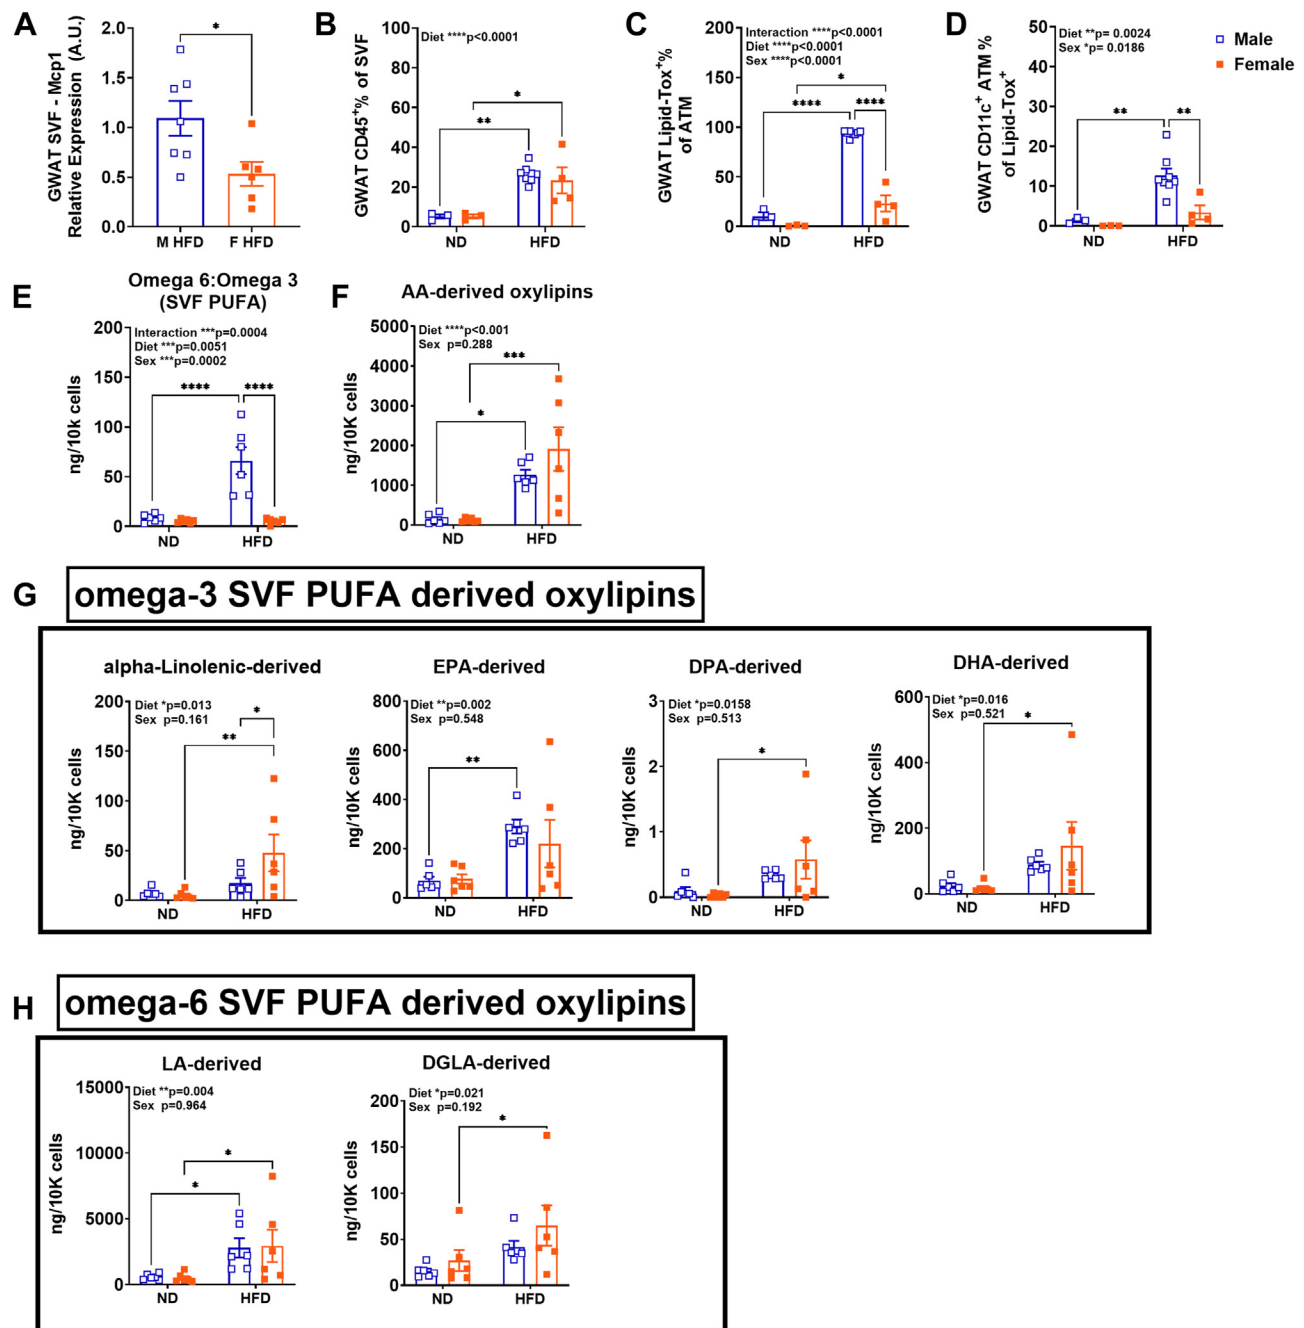 A
GWAT SVF - Mcp1
Relative Expression (A.U.)
2.0
1.5
1.0
0.5
0.0
*
M HFD
F HFD
B
GWAT CD45+% of SVF
Diet ****p<0.0001
100
80
60
40
20
0
**
*
ND
HFD
C
GWAT Lipid-Tox+%
of ATM
Interaction ****p<0.0001
Diet ****p<0.0001
Sex ****p<0.0001
200
150
100
50
0
*
****
****
ND
HFD
D
GWAT CD11c+ ATM %
of Lipid-Tox+
Diet **p= 0.0024
Sex *p= 0.0186
50
40
30
20
10
0
**
**
ND
HFD
Male
Female
E
Omega 6:Omega 3
(SVF PUFA)
Interaction ***p=0.0004
Diet ***p=0.0051
Sex ***p=0.0002
ng/10k cells
200
150
100
50
0
****
****
ND
HFD
F
AA-derived oxylipins
Diet ****p<0.001
Sex p=0.288
ng/10K cells
5000
4000
3000
2000
1000
0
***
*
ND
HFD
G
omega-3 SVF PUFA derived oxylipins
alpha-Linolenic-derived
Diet *p=0.013
Sex p=0.161
ng/10K cells
200
150
100
50
0
*
**
ND
HFD
EPA-derived
Diet **p=0.002
Sex p=0.548
ng/10K cells
800
600
400
200
0
**
ND
HFD
DPA-derived
Diet *p=0.0158
Sex p=0.513
ng/10K cells
3
2
1
0
*
ND
HFD
DHA-derived
Diet *p=0.016
Sex p=0.521
ng/10K cells
600
400
200
0
*
ND
HFD
H
omega-6 SVF PUFA derived oxylipins
LA-derived
Diet **p=0.004
Sex p=0.964
ng/10K cells
15000
10000
5000
0
*
*
ND
HFD
DGLA-derived
Diet *p=0.021
Sex p=0.192
ng/10K cells
200
150
100
50
0
*
ND
HFD